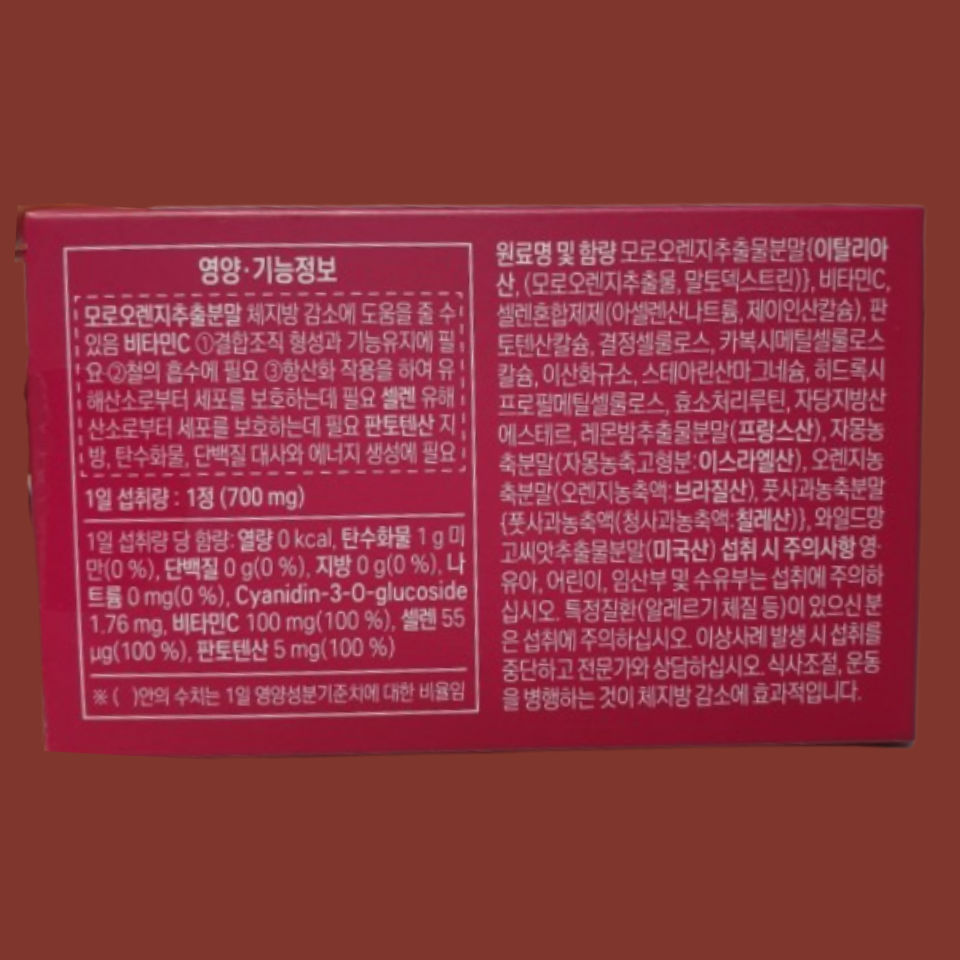 영양·기능정보
모로오렌지추출분말 체지방 감소에 도움을 줄 수
있음 비타민C ①결합조직 형성과 기능유지에 필
요 ②철의 흡수에 필요 ③항산화 작용을 하여 유
해산소로부터 세포를 보호하는데 필요 셀렌 유해
산소로부터 세포를 보호하는데 필요 판토텐산 지
방, 탄수화물, 단백질 대사와 에너지 생성에 필요
1일 섭취량 : 1정 (700 mg)
1일 섭취량 당 함량: 열량 0 kcal, 탄수화물 1 g 미
만(0 %), 단백질 0 g(0 %), 지방 0 g(0 %), 나
트륨 0 mg(0 %), Cyanidin-3-O-glucoside
1.76 mg, 비타민C 100 mg(100 %), 셀렌 55
μg(100 %), 판토텐산 5 mg(100 %)
※ ( )안의 수치는 1일 영양성분기준치에 대한 비율임
원료명 및 함량 모로오렌지추출물분말{이탈리아
산, (모로오렌지추출물, 말토덱스트린)}, 비타민C,
셀렌혼합제제(아셀렌산나트륨, 제이인산칼슘), 판
토텐산칼슘, 결정셀룰로스, 카복시메틸셀룰로스
칼슘, 이산화규소, 스테아린산마그네슘, 히드록시
프로필메틸셀룰로스, 효소처리루틴, 자당지방산
에스테르, 레몬밤추출물분말(프랑스산), 자몽농
축분말(자몽농축고형분:이스라엘산), 오렌지농
축분말(오렌지농축액:브라질산), 풋사과농축분말
{풋사과농축액(청사과농축액:칠레산)}, 와일드망
고씨앗추출물분말(미국산) 섭취 시 주의사항 영·
유아, 어린이, 임산부 및 수유부는 섭취에 주의하
십시오. 특정질환(알레르기 체질 등)이 있으신 분
은 섭취에 주의하십시오. 이상사례 발생 시 섭취를
중단하고 전문가와 상담하십시오. 식사조절, 운동
을 병행하는 것이 체지방 감소에 효과적입니다.